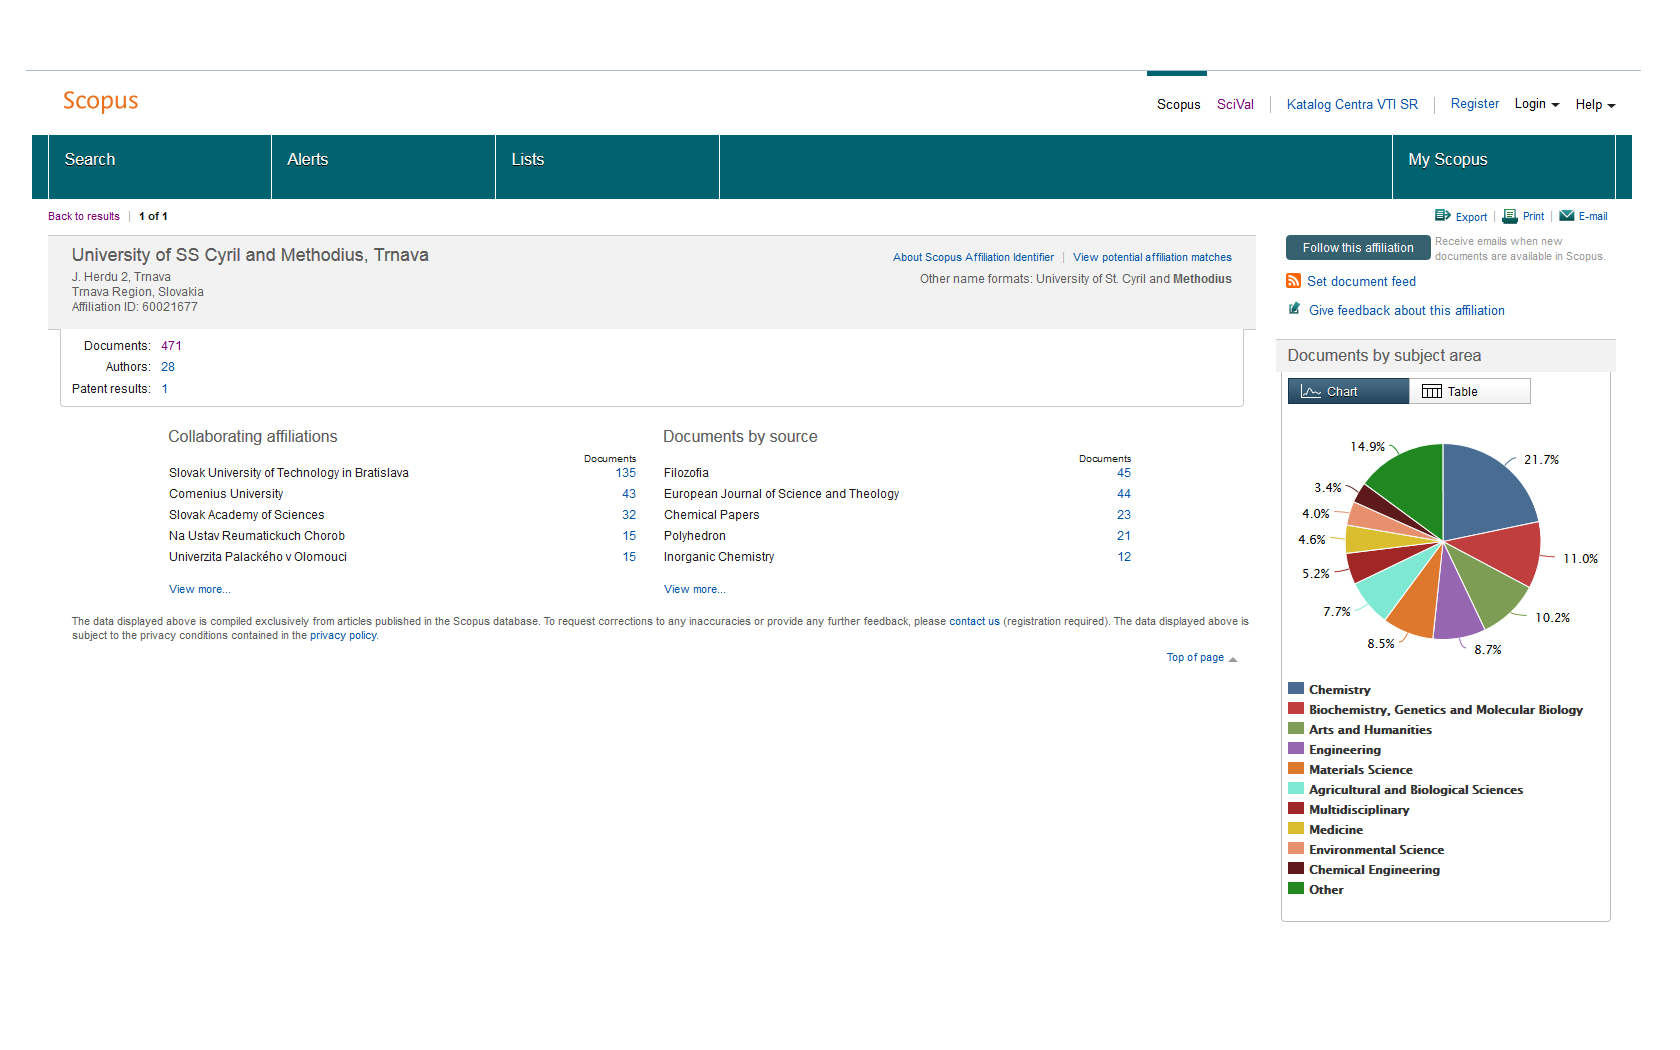 Scopus
Scopus SciVal Katalog Centra VTI SR Register Login Help
Search Alerts Lists My Scopus
Back to results | 1 of 1
Export | Print | E-mail
University of SS Cyril and Methodius, Trnava
J. Herdu 2, Trnava
Trnava Region, Slovakia
Affiliation ID: 60021677
About Scopus Affiliation Identifier | View potential affiliation matches
Other name formats: University of St. Cyril and Methodius
Follow this affiliation
Receive emails when new
documents are available in Scopus.
Set document feed
Give feedback about this affiliation
Documents: 471
Authors: 28
Patent results: 1
Collaborating affiliations
Documents
Slovak University of Technology in Bratislava 135
Comenius University 43
Slovak Academy of Sciences 32
Na Ustav Reumatickuch Chorob 15
Univerzita Palackého v Olomouci 15
View more...
Documents by source
Documents
Filozofia 45
European Journal of Science and Theology 44
Chemical Papers 23
Polyhedron 21
Inorganic Chemistry 12
View more...
The data displayed above is compiled exclusively from articles published in the Scopus database. To request corrections to any inaccuracies or provide any further feedback, please contact us (registration required). The data displayed above is
subject to the privacy conditions contained in the privacy policy.
Top of page
Documents by subject area
Chart Table
14.9%
21.7%
3.4%
4.0%
4.6%
11.0%
5.2%
7.7%
10.2%
8.5%
8.7%
Chemistry
Biochemistry, Genetics and Molecular Biology
Arts and Humanities
Engineering
Materials Science
Agricultural and Biological Sciences
Multidisciplinary
Medicine
Environmental Science
Chemical Engineering
Other